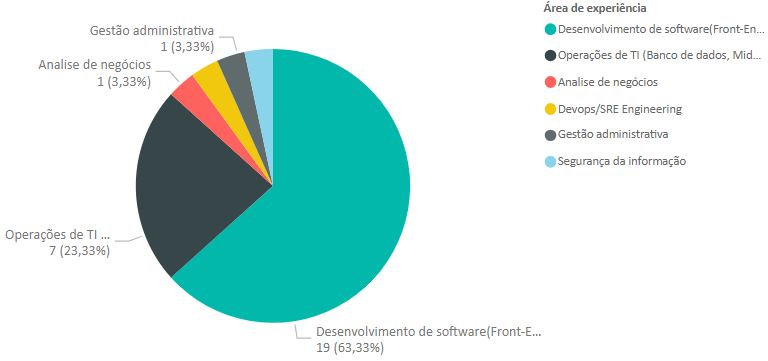 Gestão administrativa
1 (3,33%)
Analise de negócios
1 (3,33%)
Operações de TI ...
7 (23,33%)
Desenvolvimento de software(Front-E...
19 (63,33%)
Área de experiência
Desenvolvimento de software(Front-En...
Operações de TI (Banco de dados, Mid...
Analise de negócios
Devops/SRE Engineering
Gestão administrativa
Segurança da informação